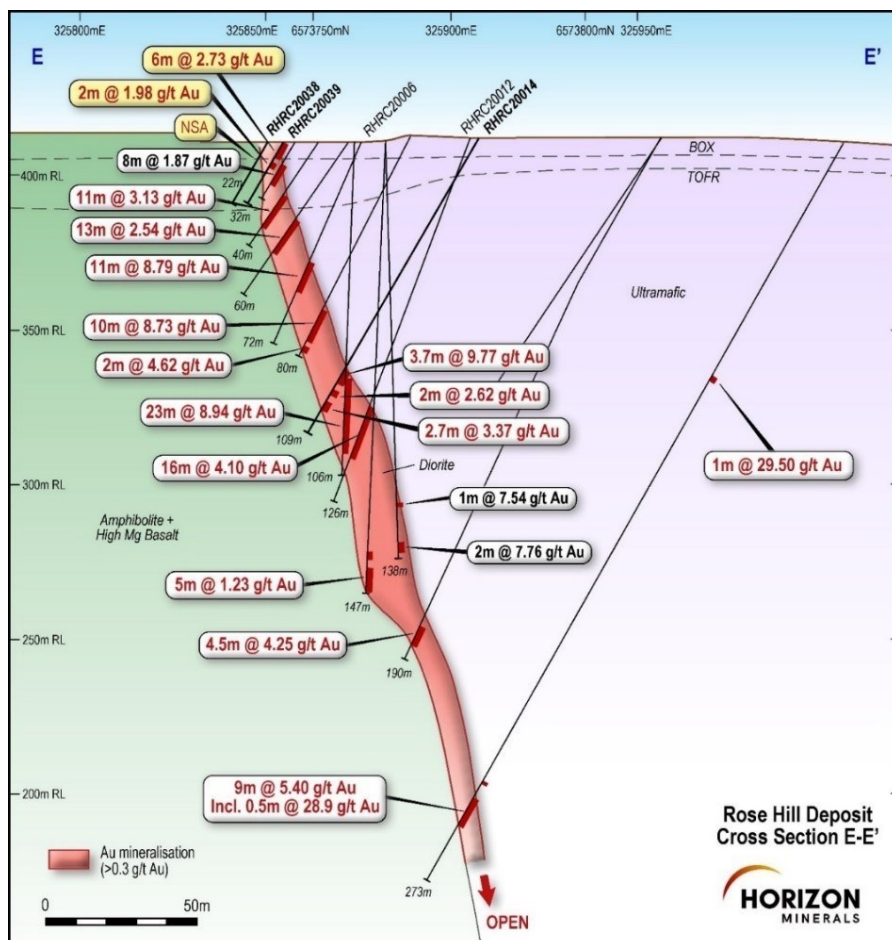 325800mE
325850mE
6573750mN
325900mE
6573800mN
325950mE
E
E'
6m @ 2.73 g/t Au
2m @ 1.98 g/t Au
NSA
RHRC20038
RHRC20039
RHRC20006
RHRC20012
RHRC20014
8m @ 1.87 g/t Au
BOX
TOFR
400m RL
22m
32m
11m @ 3.13 g/t Au
13m @ 2.54 g/t Au
40m
11m @ 8.79 g/t Au
60m
Ultramafic
10m @ 8.73 g/t Au
350m RL
72m
2m @ 4.62 g/t Au
80m
3.7m @ 9.77 g/t Au
2m @ 2.62 g/t Au
23m @ 8.94 g/t Au
2.7m @ 3.37 g/t Au
109m
16m @ 4.10 g/t Au
106m
Diorite
1m @ 29.50 g/t Au
300m RL
126m
1m @ 7.54 g/t Au
Amphibolite +
High Mg Basalt
2m @ 7.76 g/t Au
138m
5m @ 1.23 g/t Au
147m
250m RL
4.5m @ 4.25 g/t Au
190m
200m RL
9m @ 5.40 g/t Au
Incl. 0.5m @ 28.9 g/t Au
Rose Hill Deposit
Cross Section E-E'
Au mineralisation
(>0.3 g/t Au)
273m
HORIZON
MINERALS
0
50m
OPEN